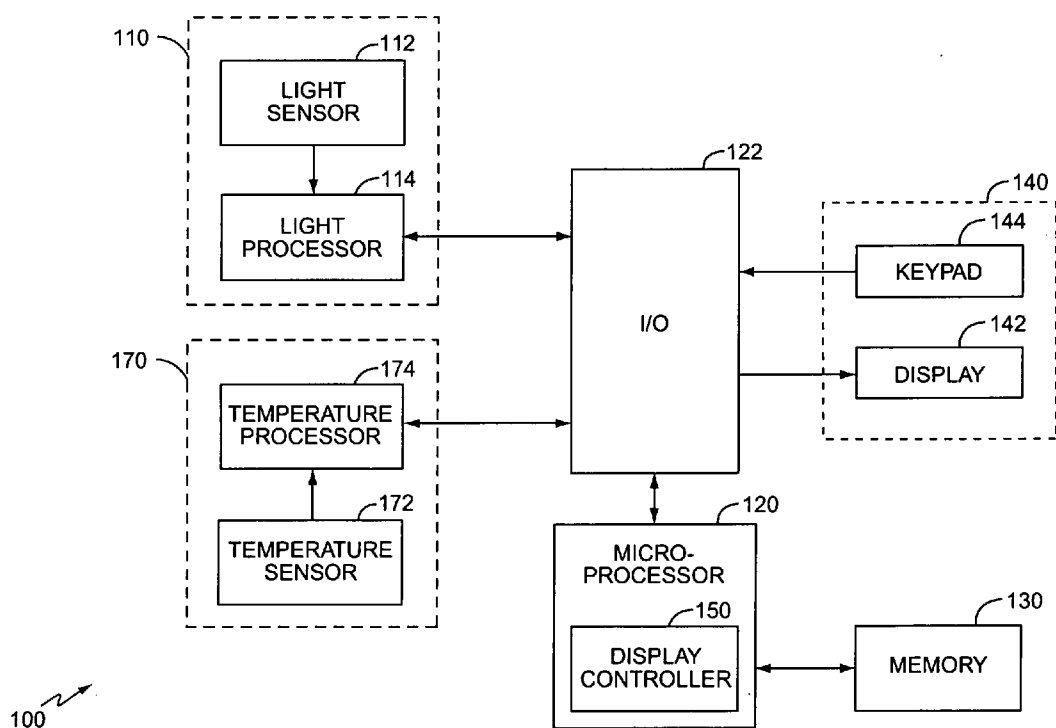 110
112
LIGHT
SENSOR
114
LIGHT
PROCESSOR
122
I/O
140
144
KEYPAD
142
DISPLAY
170
174
TEMPERATURE
PROCESSOR
172
TEMPERATURE
SENSOR
120
MICRO-
PROCESSOR
150
DISPLAY
CONTROLLER
130
MEMORY
100